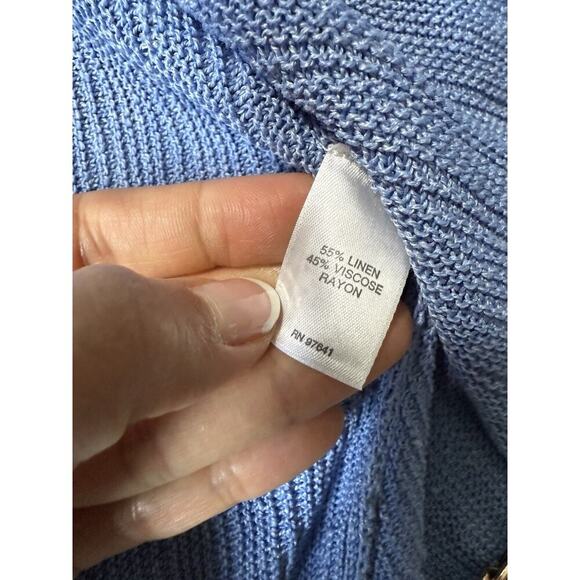 55% LINEN
45% VISCOSE
RAYON
RN 97641